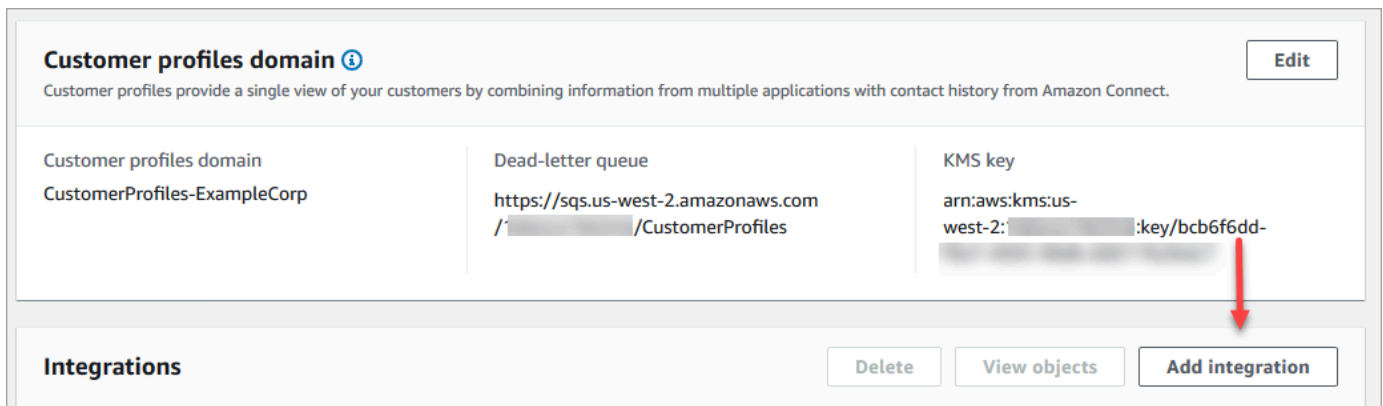 Customer profiles domain
Edit
Customer profiles provide a single view of your customers by combining information from multiple applications with contact history from Amazon Connect.
Customer profiles domain
CustomerProfiles-ExampleCorp
Dead-letter queue
https://sqs.us-west-2.amazonaws.com
/ /CustomerProfiles
KMS key
arn:aws:kms:us-
west-2: :key/bcb6f6dd-
Integrations
Delete
View objects
Add integration